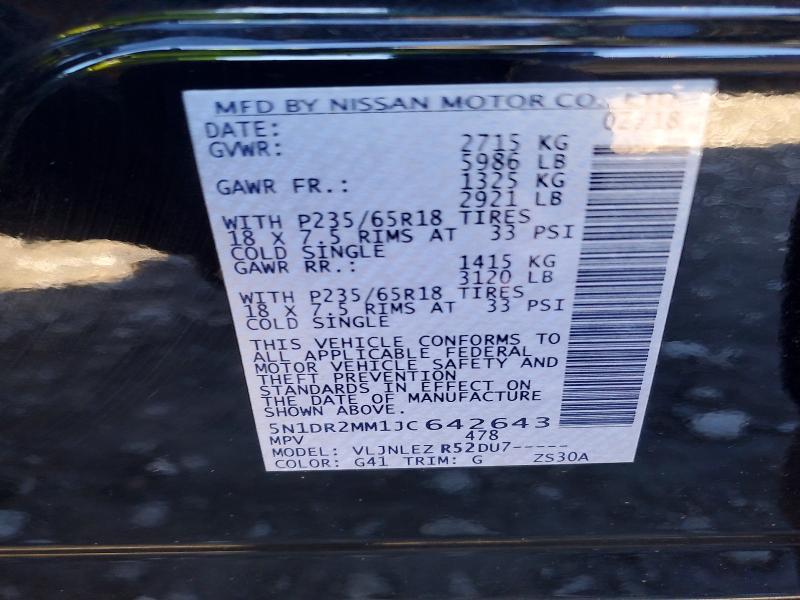 MFD BY NISSAN MOTOR CO., LTD.
DATE: 02/18
GVWR: 2715 KG
5986 LB
GAWR FR.: 1325 KG
2921 LB
WITH P235/65R18 TIRES
18 X 7.5 RIMS AT 33 PSI
COLD SINGLE
GAWR RR.: 1415 KG
3120 LB
WITH P235/65R18 TIRES
18 X 7.5 RIMS AT 33 PSI
COLD SINGLE
THIS VEHICLE CONFORMS TO
ALL APPLICABLE FEDERAL
MOTOR VEHICLE SAFETY AND
THEFT PREVENTION
STANDARDS IN EFFECT ON
THE DATE OF MANUFACTURE
SHOWN ABOVE.
5N1DR2MM1JC642643
MPV 478
MODEL: VLJNLEZ R52DU7-----
COLOR: G41 TRIM: G ZS30A